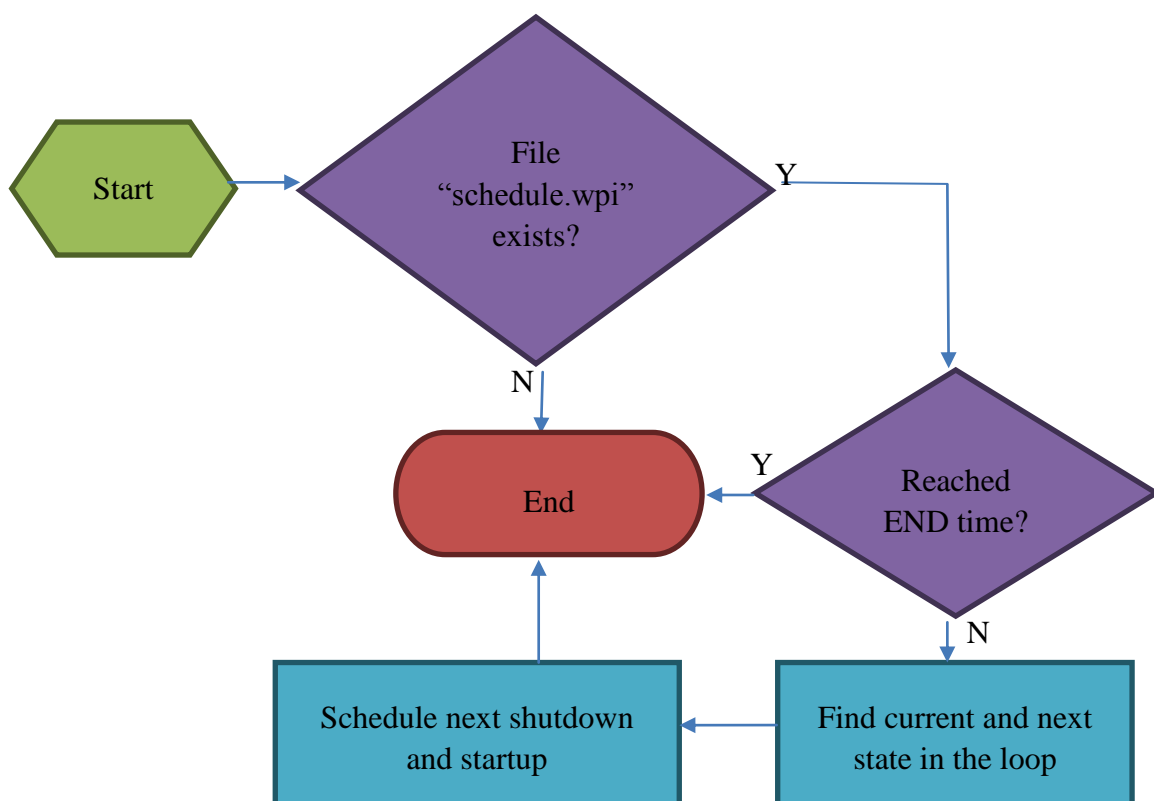 Start
File
“schedule.wpi”
exists?
Y
N
End
Y
Reached
END time?
N
Schedule next shutdown
and startup
Find current and next
state in the loop